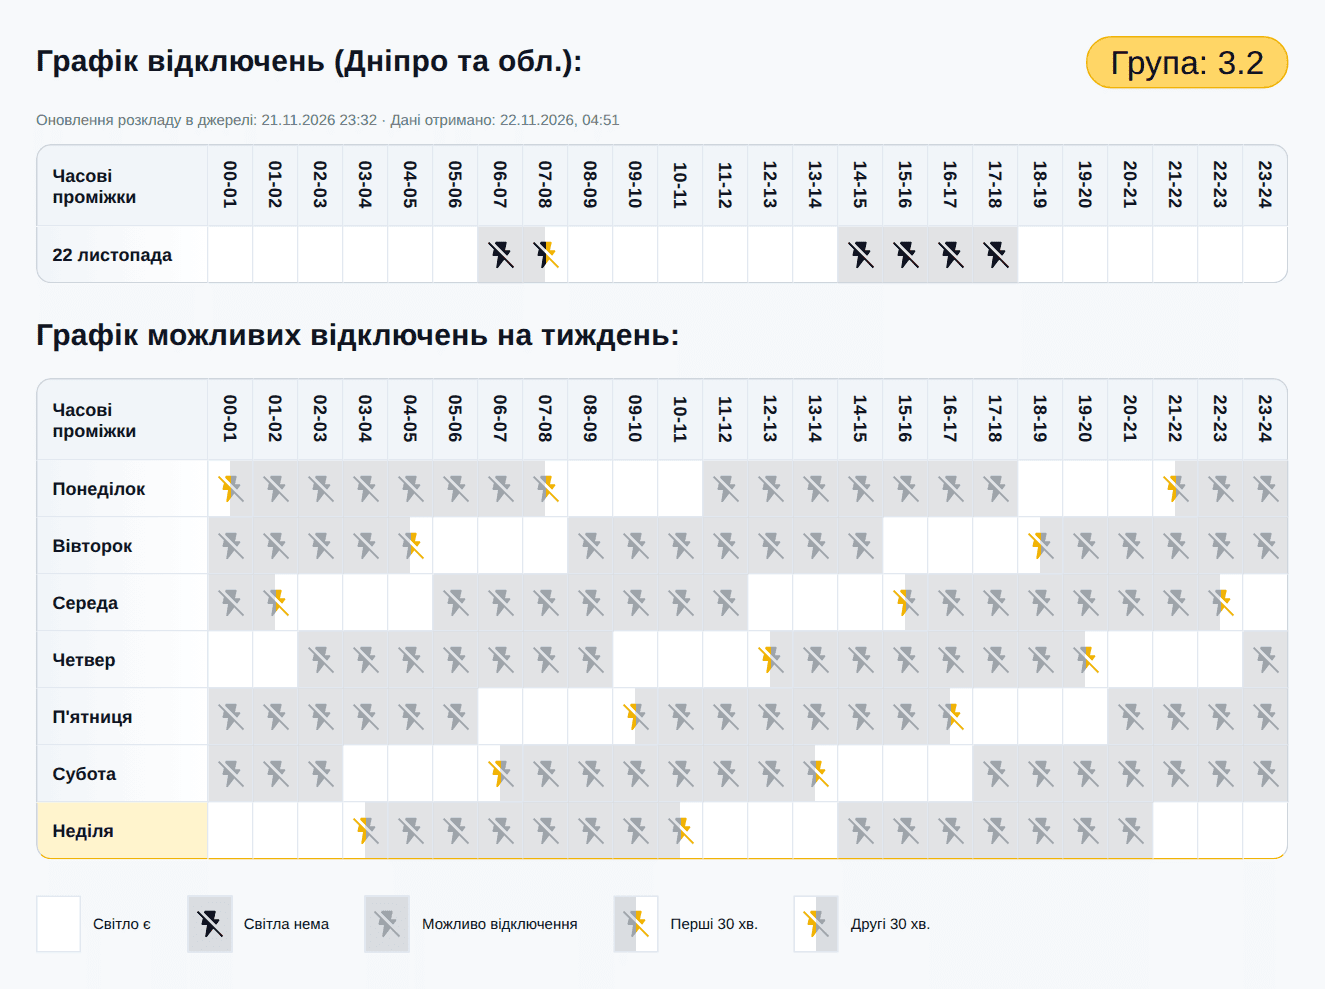 Графік відключень (Дніпро та обл.):
Група: 3.2
Оновлення розкладу в джерелі: 21.11.2026 23:32 · Дані отримано: 22.11.2026, 04:51
Часові
проміжки
00-01 01-02 02-03 03-04 04-05 05-06 06-07 07-08 08-09 09-10 10-11 11-12 12-13 13-14 14-15 15-16 16-17 17-18 18-19 19-20 20-21 21-22 22-23 23-24
22 листопада
Графік можливих відключень на тиждень:
Часові
проміжки
00-01 01-02 02-03 03-04 04-05 05-06 06-07 07-08 08-09 09-10 10-11 11-12 12-13 13-14 14-15 15-16 16-17 17-18 18-19 19-20 20-21 21-22 22-23 23-24
Понеділок
Вівторок
Середа
Четвер
П'ятниця
Субота
Неділя
Світло є
Світла нема
Можливо відключення
Перші 30 хв.
Другі 30 хв.